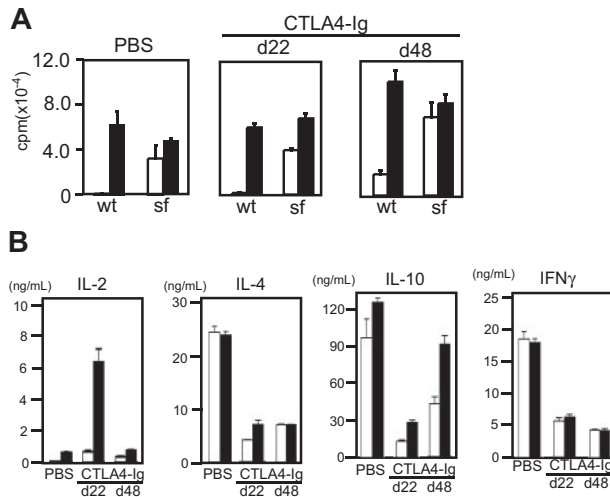 A
CTLA4-Ig
PBS d22 d48
cpm(x10⁻⁴)
12.0
8.0
4.0
0
wt sf wt sf wt sf
B
IL-2 IL-4 IL-10 IFNγ
(ng/mL) (ng/mL) (ng/mL) (ng/mL)
10 30 120 25
8 20 90 20
6 10 60 15
4 0 30 10
2 0 5
0 0
PBS CTLA4-Ig PBS CTLA4-Ig PBS CTLA4-Ig PBS CTLA4-Ig
d22 d48 d22 d48 d22 d48 d22 d48